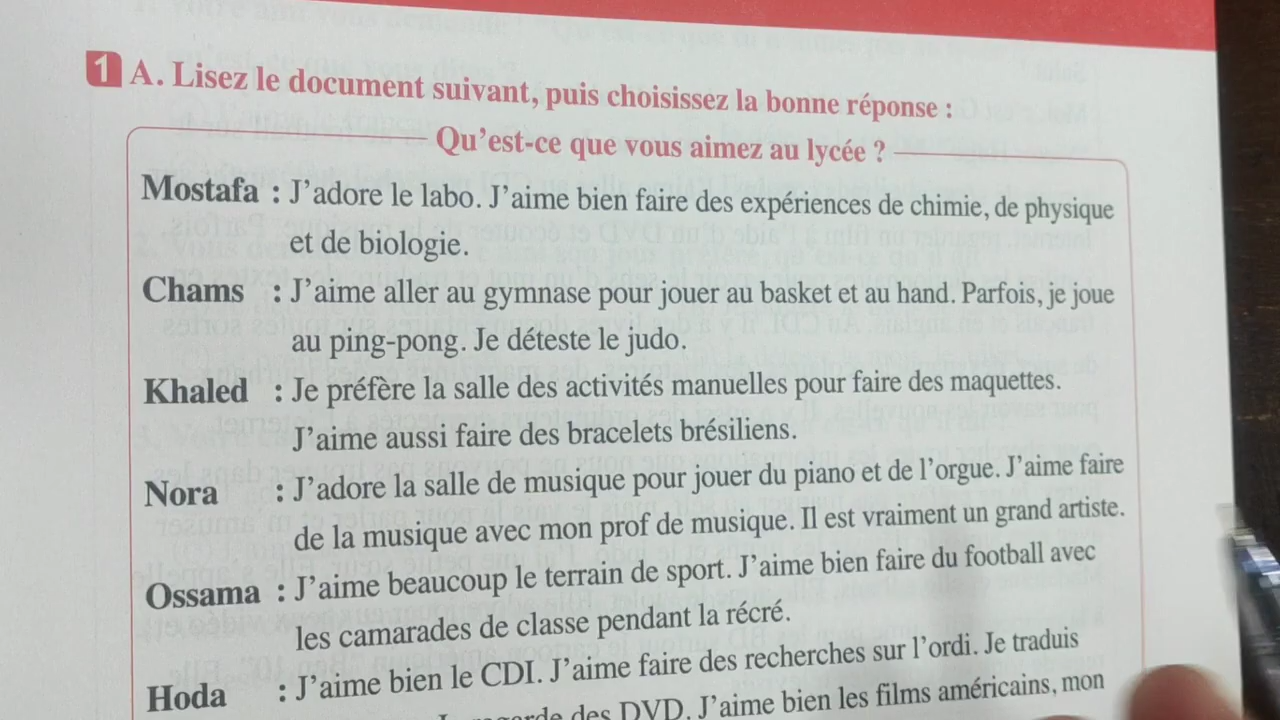 1 A. Lisez le document suivant, puis choisissez la bonne réponse :
Qu'est-ce que vous aimez au lycée ?
Mostafa : J'adore le labo. J'aime bien faire des expériences de chimie, de physique
et de biologie.
Chams : J'aime aller au gymnase pour jouer au basket et au hand. Parfois, je joue
au ping-pong. Je déteste le judo.
Khaled : Je préfère la salle des activités manuelles pour faire des maquettes.
J'aime aussi faire des bracelets brésiliens.
Nora : J'adore la salle de musique pour jouer du piano et de l'orgue. J'aime faire
de la musique avec mon prof de musique. Il est vraiment un grand artiste.
Ossama : J'aime beaucoup le terrain de sport. J'aime bien faire du football avec
les camarades de classe pendant la récré.
Hoda : J'aime bien le CDI. J'aime faire des recherches sur l'ordi. Je traduis
des DVD. J'aime bien les films américains, mon